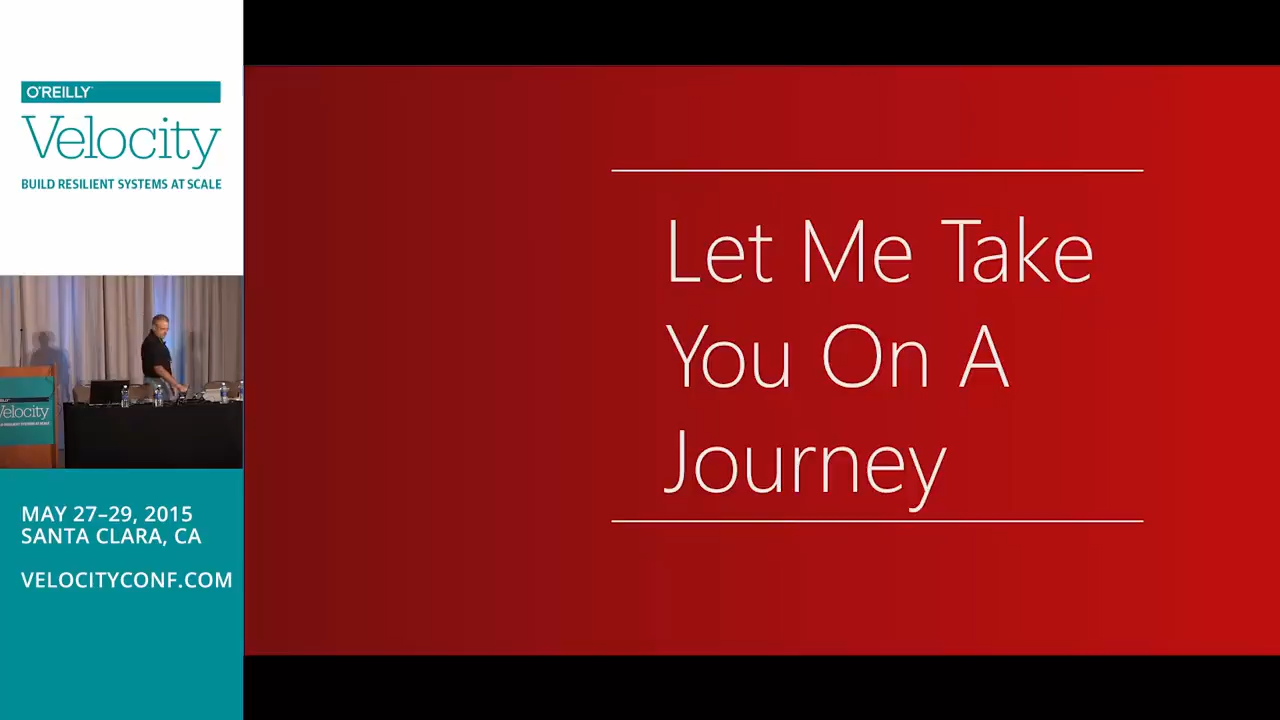 O'REILLY
Velocity
BUILD RESILIENT SYSTEMS AT SCALE
Velocity
MAY 27–29, 2015
SANTA CLARA, CA
VELOCITYCONF.COM
Let Me Take
You On A
Journey